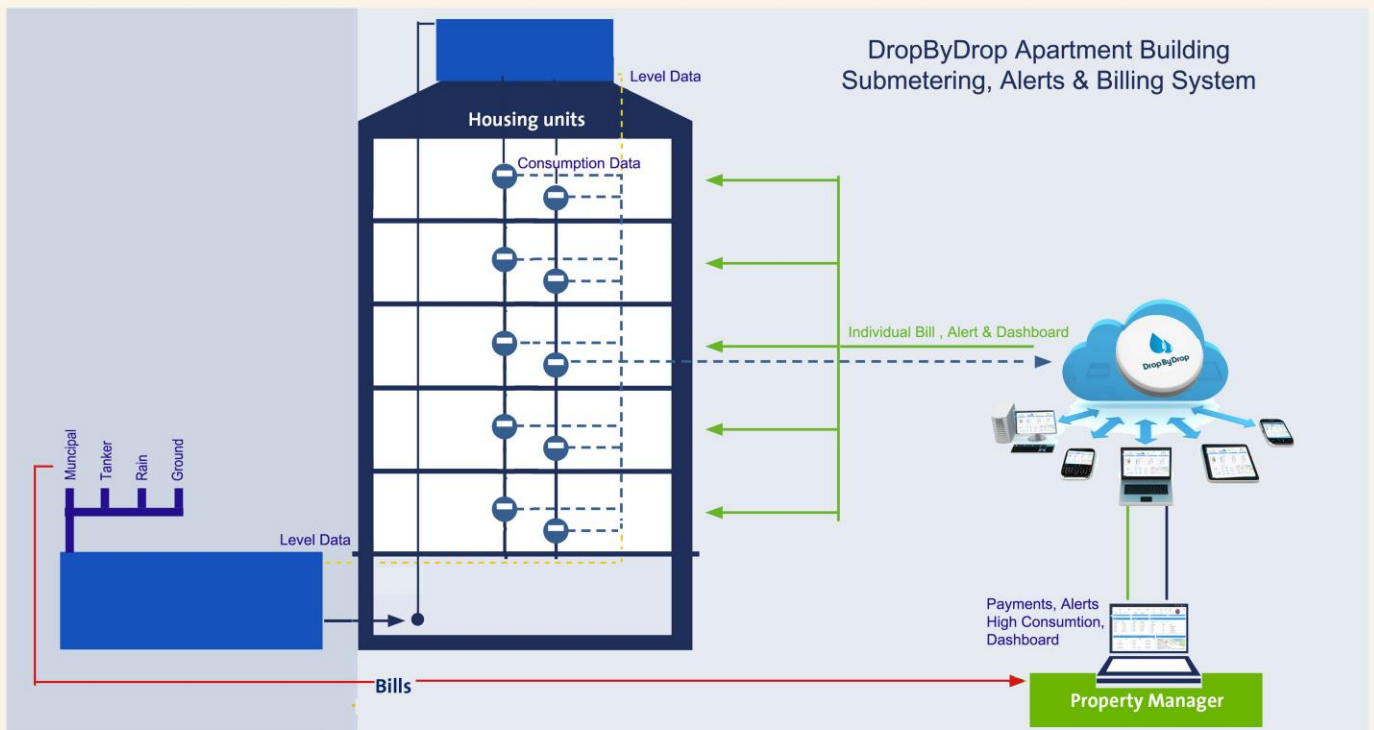 DropByDrop Apartment Building
Submetering, Alerts & Billing System
Level Data
Housing units
Consumption Data
Individual Bill , Alert & Dashboard
DropByDrop
Muncipal
Tanker
Rain
Ground
Level Data
Payments, Alerts
High Consumtion,
Dashboard
Bills
Property Manager